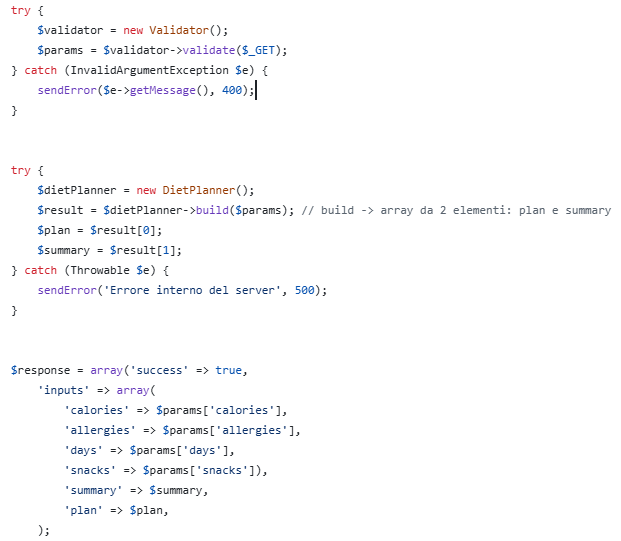 try {
    $validator = new Validator();
    $params = $validator->validate($_GET);
} catch (InvalidArgumentException $e) {
    sendError($e->getMessage(), 400);
}
try {
    $dietPlanner = new DietPlanner();
    $result = $dietPlanner->build($params); // build -> array da 2 elementi: plan e summary
    $plan = $result[0];
    $summary = $result[1];
} catch (Throwable $e) {
    sendError('Errore interno del server', 500);
}
$response = array('success' => true,
    'inputs' => array(
        'calories' => $params['calories'],
        'allergies' => $params['allergies'],
        'days' => $params['days'],
        'snacks' => $params['snacks']),
        'summary' => $summary,
        'plan' => $plan,
    );